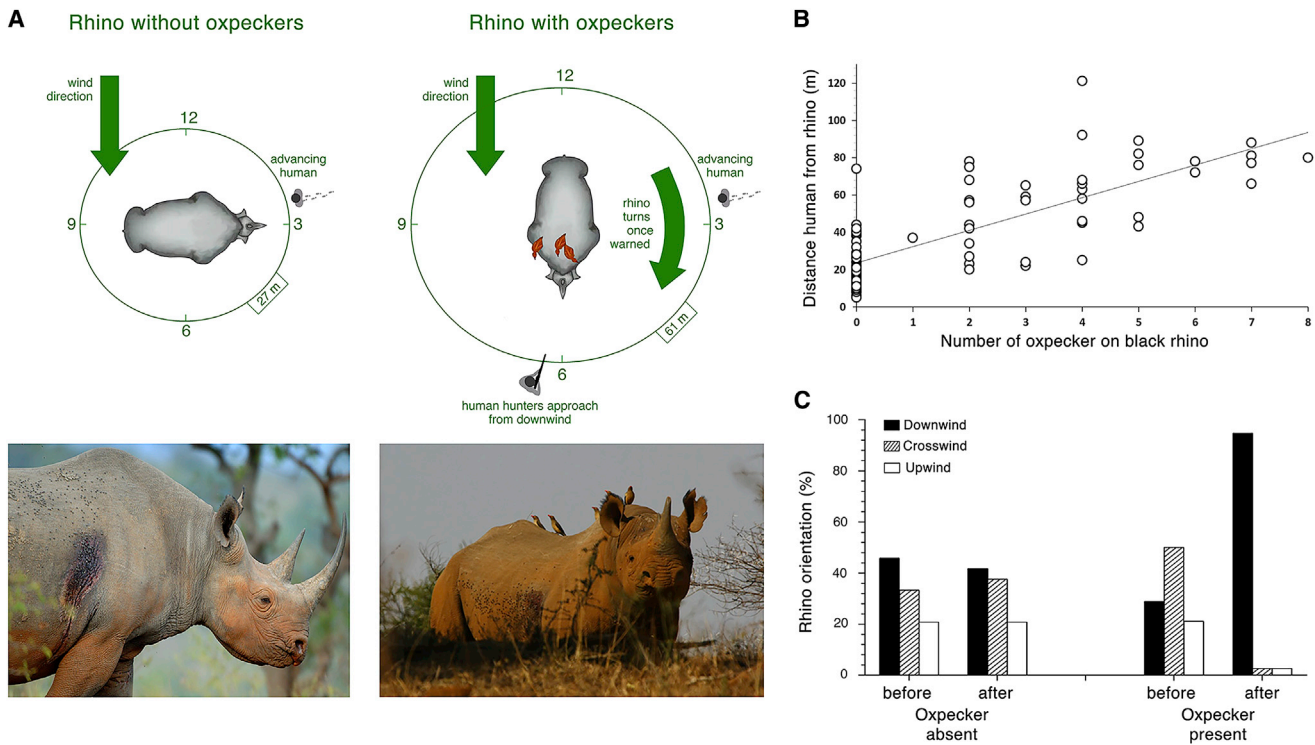 A
Rhino without oxpeckers
wind
direction
12
advancing
human
9
3
27 m
6
Rhino with oxpeckers
wind
direction
12
advancing
human
rhino
turns
once
warned
9
3
61 m
6
human hunters approach
from downwind
B
Distance human from rhino (m)
120
100
80
60
40
20
0
0 1 2 3 4 5 6 7 8
Number of oxpecker on black rhino
C
Rhino orientation (%)
100
80
60
40
20
0
Downwind
Crosswind
Upwind
before after before after
Oxpecker
absent
Oxpecker
present